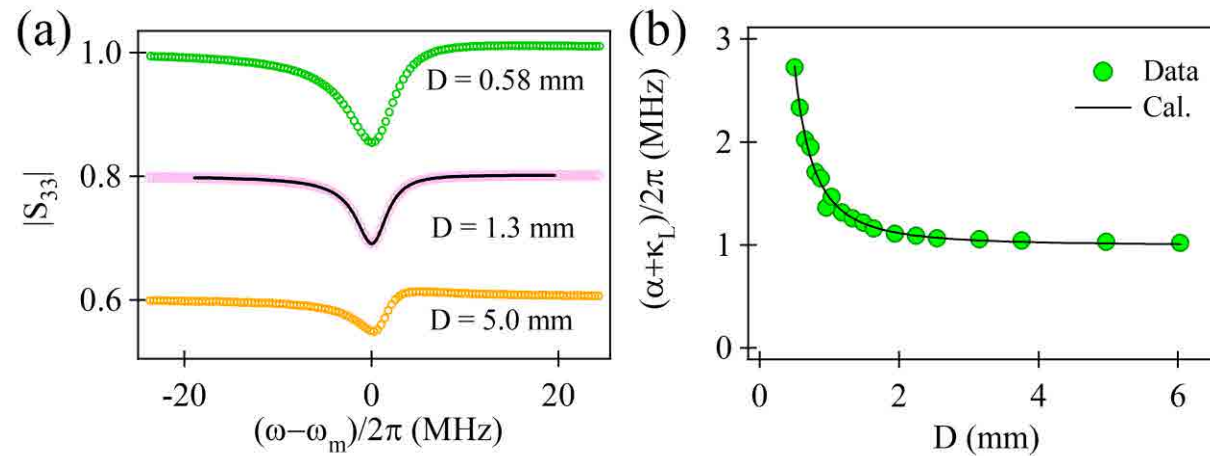 (a)
1.0
0.8
0.6
|S₃₃|
D = 0.58 mm
D = 1.3 mm
D = 5.0 mm
-20
0
20
(ω−ωₘ)/2π (MHz)
(b)
3
2
1
0
(α+κ_L)/2π (MHz)
Data
Cal.
0
2
4
6
D (mm)